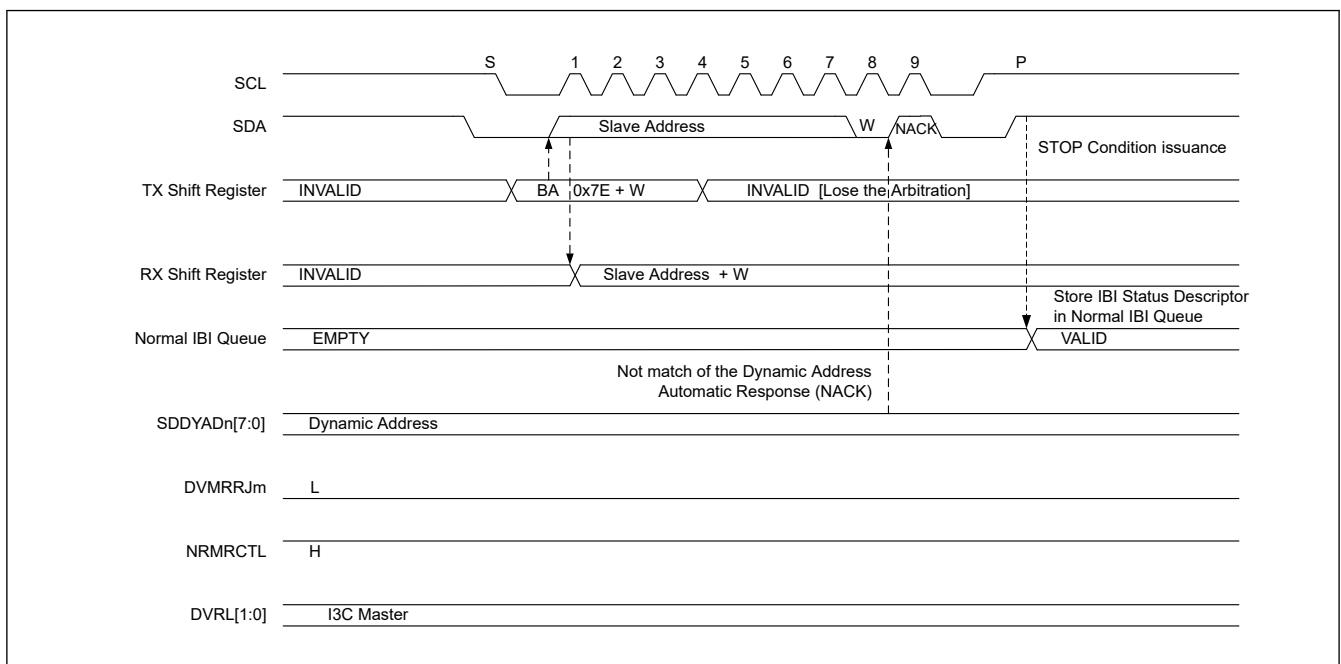 S 1 2 3 4 5 6 7 8 9 P
SCL
SDA Slave Address W NACK
STOP Condition issuance
TX Shift Register INVALID BA 0x7E + W INVALID [Lose the Arbitration]
RX Shift Register INVALID Slave Address + W
Store IBI Status Descriptor
in Normal IBI Queue
Normal IBI Queue EMPTY VALID
Not match of the Dynamic Address
Automatic Response (NACK)
SDDYADn[7:0] Dynamic Address
DVMRRJm L
NRMRCTL H
DVRL[1:0] I3C Master